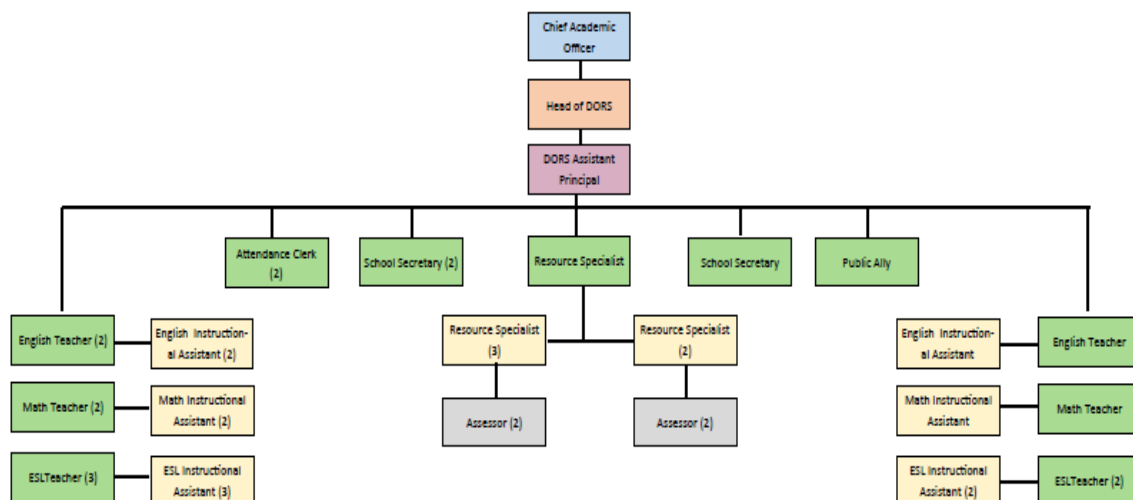 Chief Academic
Officer
Head of DORS
DORS Assistant
Principal
Attendance Clerk
(2)
School Secretary (2)
Resource Specialist
School Secretary
Public Ally
English Teacher (2)
English Instruction-
al Assistant (2)
Resource Specialist
(3)
Resource Specialist
(2)
English Instruction-
al Assistant
English Teacher
Math Teacher (2)
Math Instructional
Assistant (2)
Assessor (2)
Assessor (2)
Math Instructional
Assistant
Math Teacher
ESLTeacher (3)
ESL Instructional
Assistant (3)
ESL Instructional
Assistant (2)
ESLTeacher (2)